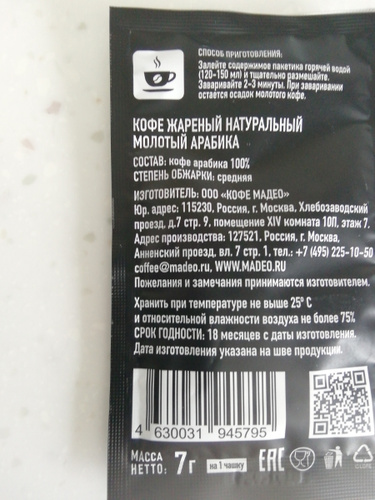 СПОСОБ ПРИГОТОВЛЕНИЯ:
Залейте содержимое пакетика горячей водой
(120-150 мл) и тщательно размешайте.
Заваривайте 2-3 минуты. При заваривании
остаётся осадок молотого кофе.
КОФЕ ЖАРЕНЫЙ НАТУРАЛЬНЫЙ
МОЛОТЫЙ АРАБИКА
СОСТАВ: кофе арабика 100%
СТЕПЕНЬ ОБЖАРКИ: средняя
ИЗГОТОВИТЕЛЬ: ООО «КОФЕ МАДЕО»
Юр. адрес: 115230, Россия, г. Москва, Хлебозаводский
проезд, д.7 стр. 9, помещение XIV комната 10П, этаж 7.
Адрес производства: 127521, Россия, г. Москва,
Анненский проезд, вл. 7 стр. 1, тел.: +7 (495) 225-10-50
coffee@madeo.ru, WWW.MADEO.RU
Пожелания и замечания принимаются изготовителем.
Хранить при температуре не выше 25° С
и относительной влажности воздуха не более 75%
СРОК ГОДНОСТИ: 18 месяцев с даты изготовления.
Дата изготовления указана на шве продукции.
4 630031 945795
МАССА
НЕТТО: 7 г на 1 чашку EAC